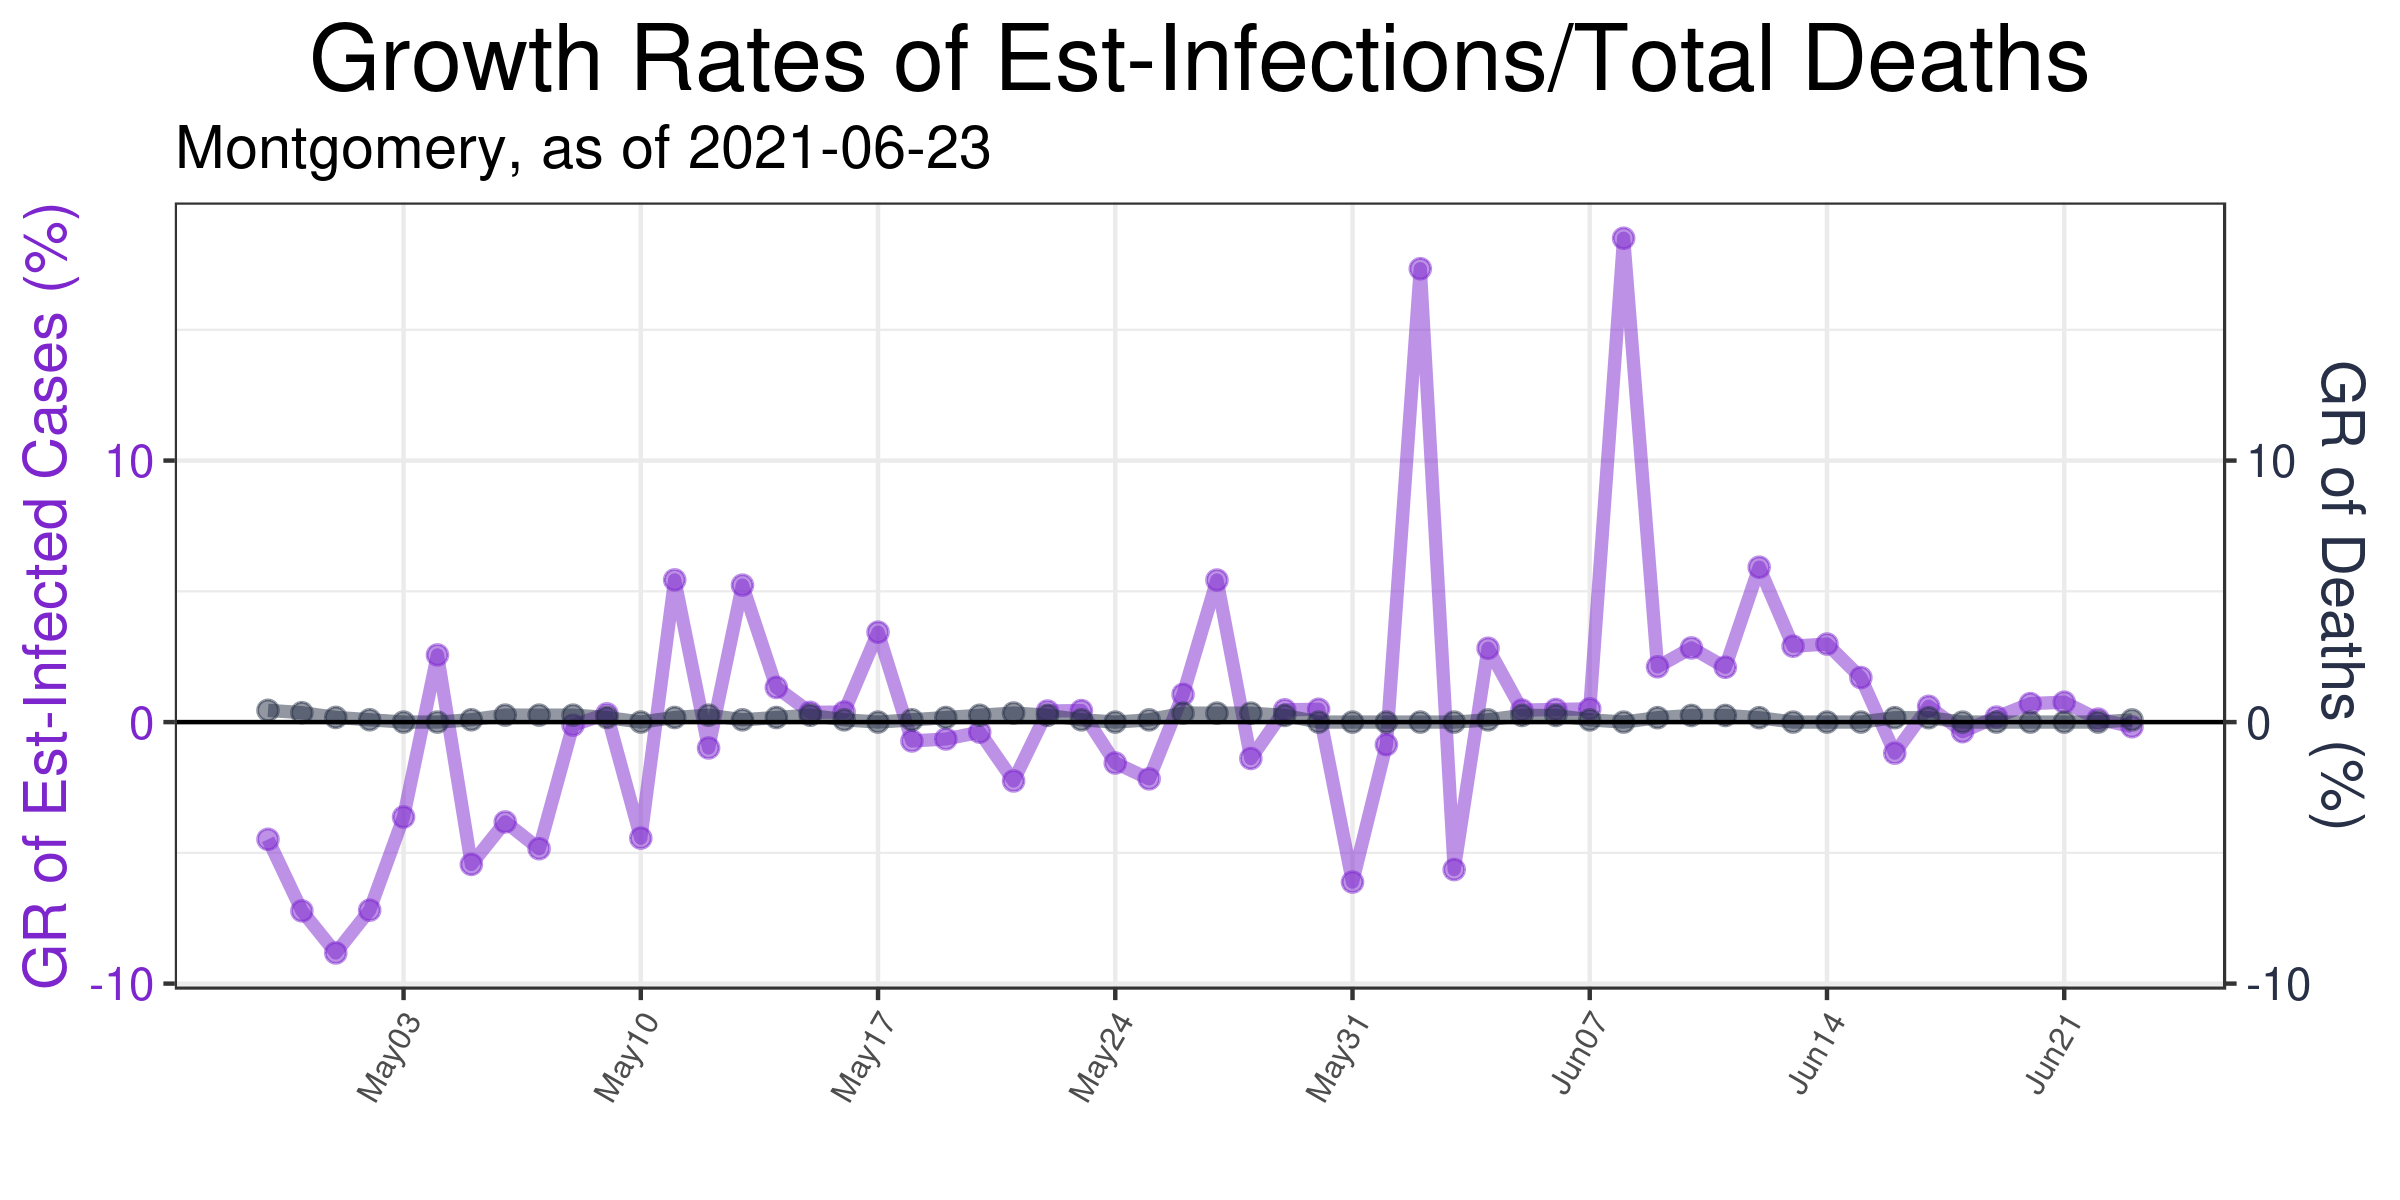 Growth Rates of Est-Infections/Total Deaths
Montgomery, as of 2021-06-23
GR of Est-Infected Cases (%)
10
0
-10
GR of Deaths (%)
10
0
-10
May03
May10
May17
May24
May31
Jun07
Jun14
Jun21